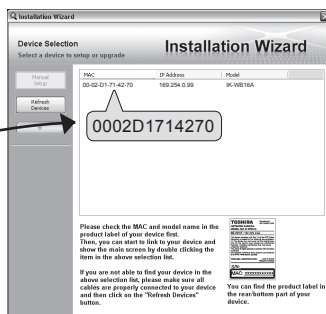 Installation Wizard
Device Selection
Select a device to setup or upgrade
Installation Wizard
Manual
Setup
Refresh
Devices
MAC
IP Address
Model
00-02-D1-71-42-70
169.254.0.99
IK-WB16A
0002D1714270
Please check the MAC and model name in the
product label of your device first.
Then, you can start to link to your device and
show the main screen by double clicking the
item in the above selection list.
If you are not able to find your device in the
above selection list, please make sure all
cables are properly connected to your device
and then click on the "Refresh Devices"
button.
TOSHIBA
MAC
You can find the product label in
the rear/bottom part of your
device.